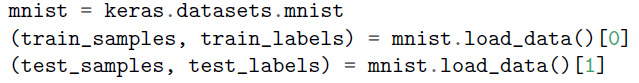 mnist = keras.datasets.mnist
(train_samples, train_labels) = mnist.load_data()[0]
(test_samples, test_labels) = mnist.load_data()[1]